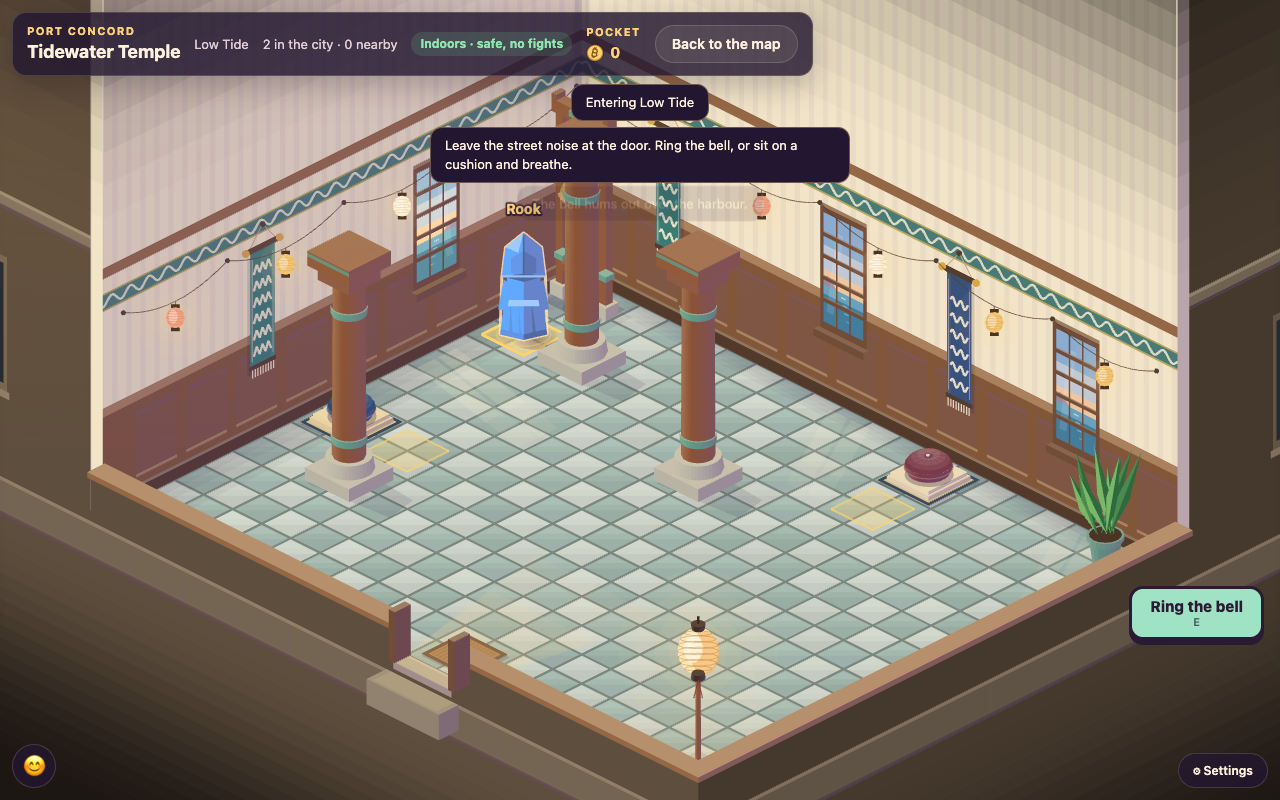 PORT CONCORD
Tidewater Temple
Low Tide
2 in the city · 0 nearby
Indoors · safe, no fights
POCKET
0
Back to the map
Entering Low Tide
Leave the street noise at the door. Ring the bell, or sit on a
cushion and breathe.
he bell hums out over the harbour.
Rook
Ring the bell
E
Settings